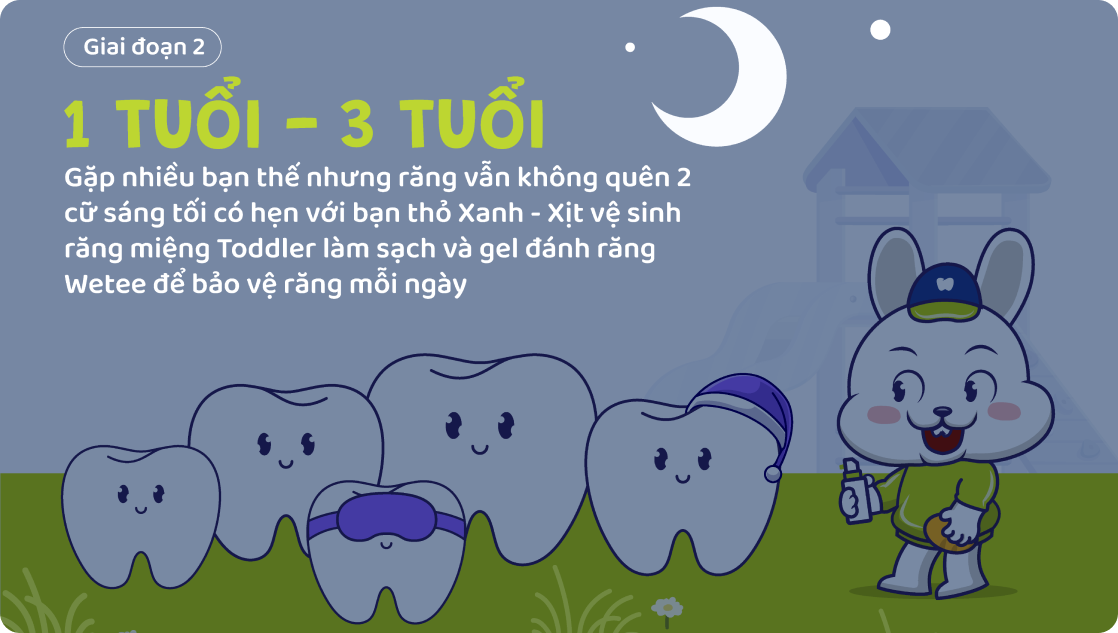 Giai đoạn 2
1 TUỔI - 3 TUỔI
Gặp nhiều bạn thế nhưng răng vẫn không quên 2
cữ sáng tối có hẹn với bạn thỏ Xanh - Xịt vệ sinh
răng miệng Toddler làm sạch và gel đánh răng
Wetee để bảo vệ răng mỗi ngày